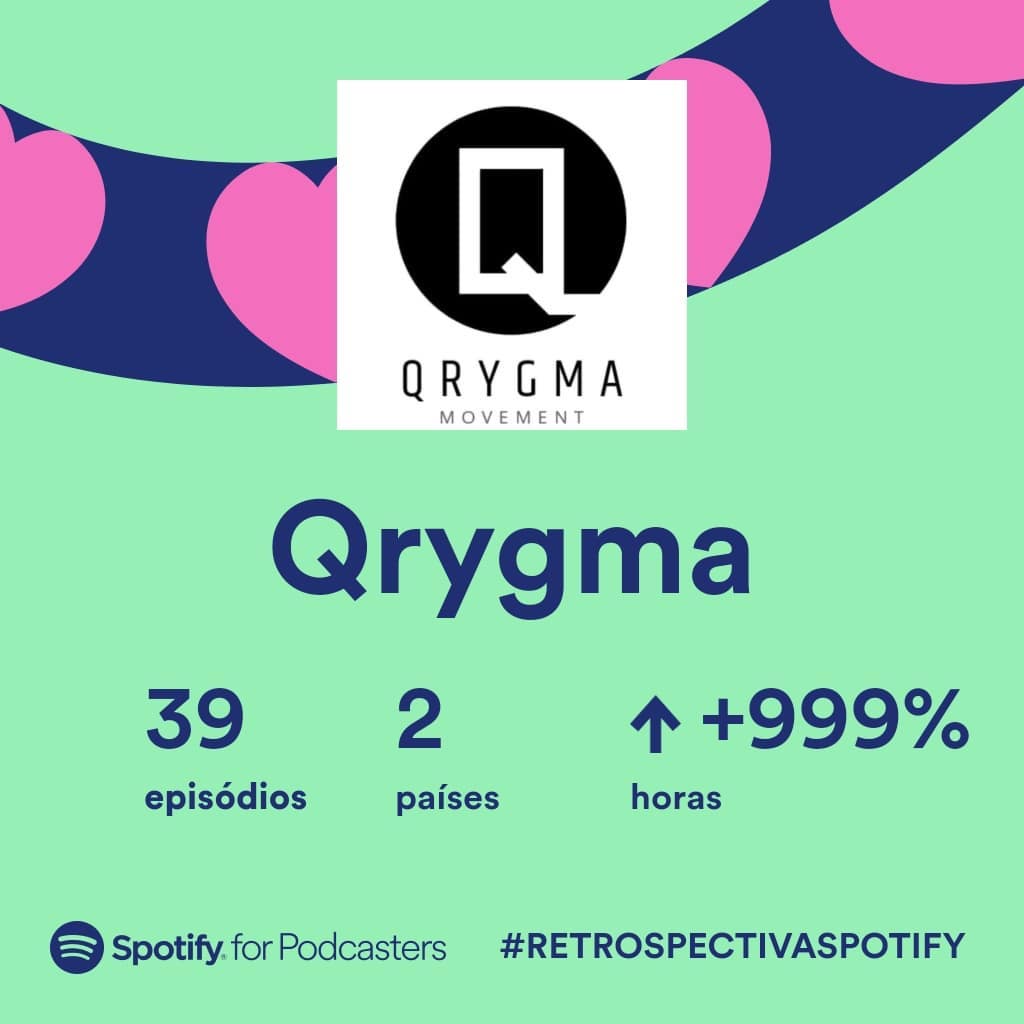 QRYGMA
MOVEMENT
Qrygma
39 2 ↑ +999%
episódios países horas
Spotify® for Podcasters #RETROSPECTIVASPOTIFY